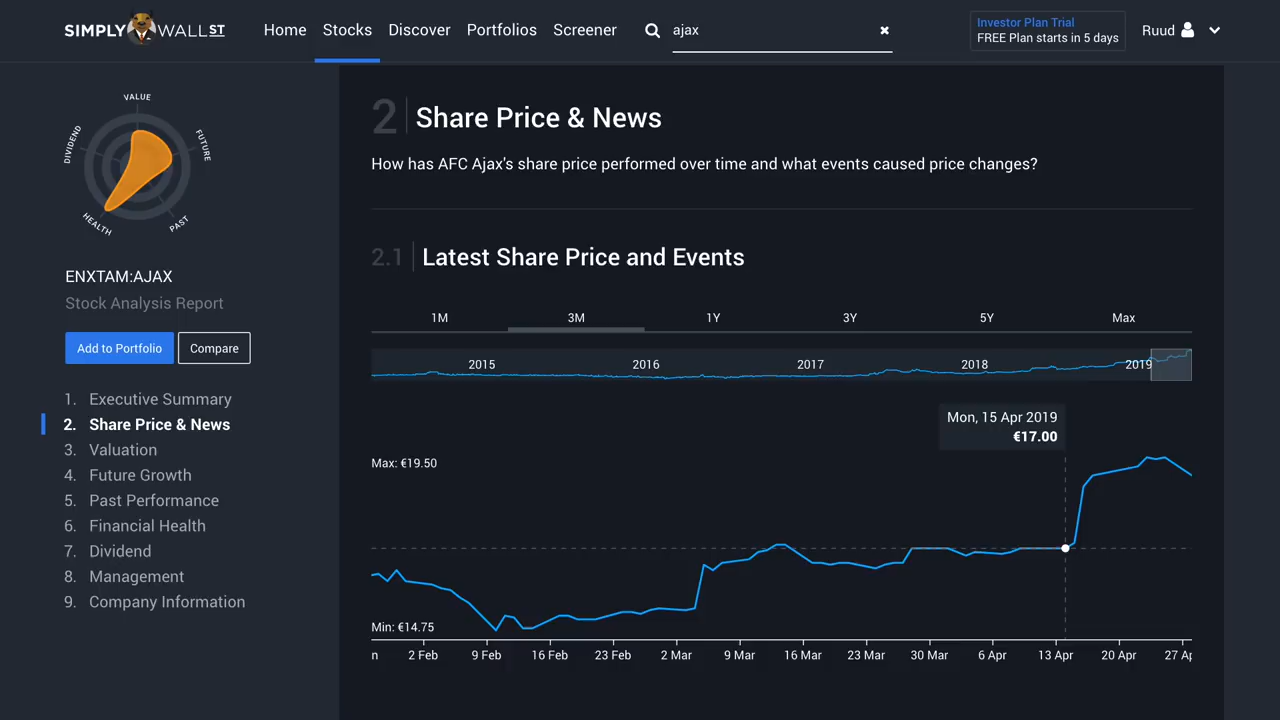 SIMPLY WALL ST
Home Stocks Discover Portfolios Screener ajax
Investor Plan Trial
FREE Plan starts in 5 days
Ruud
VALUE
FUTURE
PAST
HEALTH
DIVIDEND
ENXTAM:AJAX
Stock Analysis Report
Add to Portfolio Compare
1. Executive Summary
2. Share Price & News
3. Valuation
4. Future Growth
5. Past Performance
6. Financial Health
7. Dividend
8. Management
9. Company Information
2 Share Price & News
How has AFC Ajax's share price performed over time and what events caused price changes?
2.1 Latest Share Price and Events
1M 3M 1Y 3Y 5Y Max
2015 2016 2017 2018 2019
Mon, 15 Apr 2019
€17.00
Max: €19.50
Min: €14.75
n 2 Feb 9 Feb 16 Feb 23 Feb 2 Mar 9 Mar 16 Mar 23 Mar 30 Mar 6 Apr 13 Apr 20 Apr 27 Ap